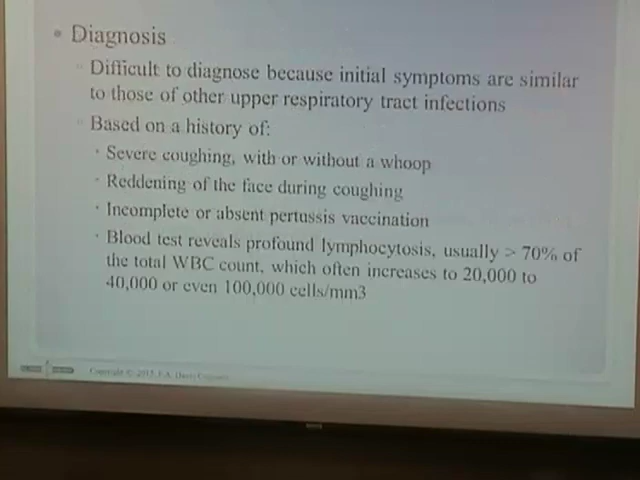 Diagnosis
Difficult to diagnose because initial symptoms are similar
to those of other upper respiratory tract infections
Based on a history of:
Severe coughing, with or without a whoop
Reddening of the face during coughing
Incomplete or absent pertussis vaccination
Blood test reveals profound lymphocytosis, usually > 70% of
the total WBC count, which often increases to 20,000 to
40,000 or even 100,000 cells/mm3
Copyright © F.A. Davis Company